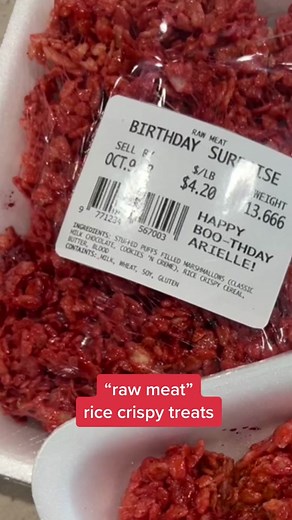 RAW MEAT
BIRTHDAY SURPRISE
SELL BY
$/LB
WEIGHT
$4.20
13.666
HAPPY
BOO-THDAY
ARIELLE!
567003
INGREDIENTS: STUFFED PUFFS FILLED MARSHMALLOWS (CLASSIC
MILK CHOCOLATE, COOKIES 'N CREME), RICE CRISPY CEREAL,
BUTTER, BLOOD
CONTAINTS: MILK, WHEAT, SOY, GLUTEN
“raw meat”
rice crispy treats